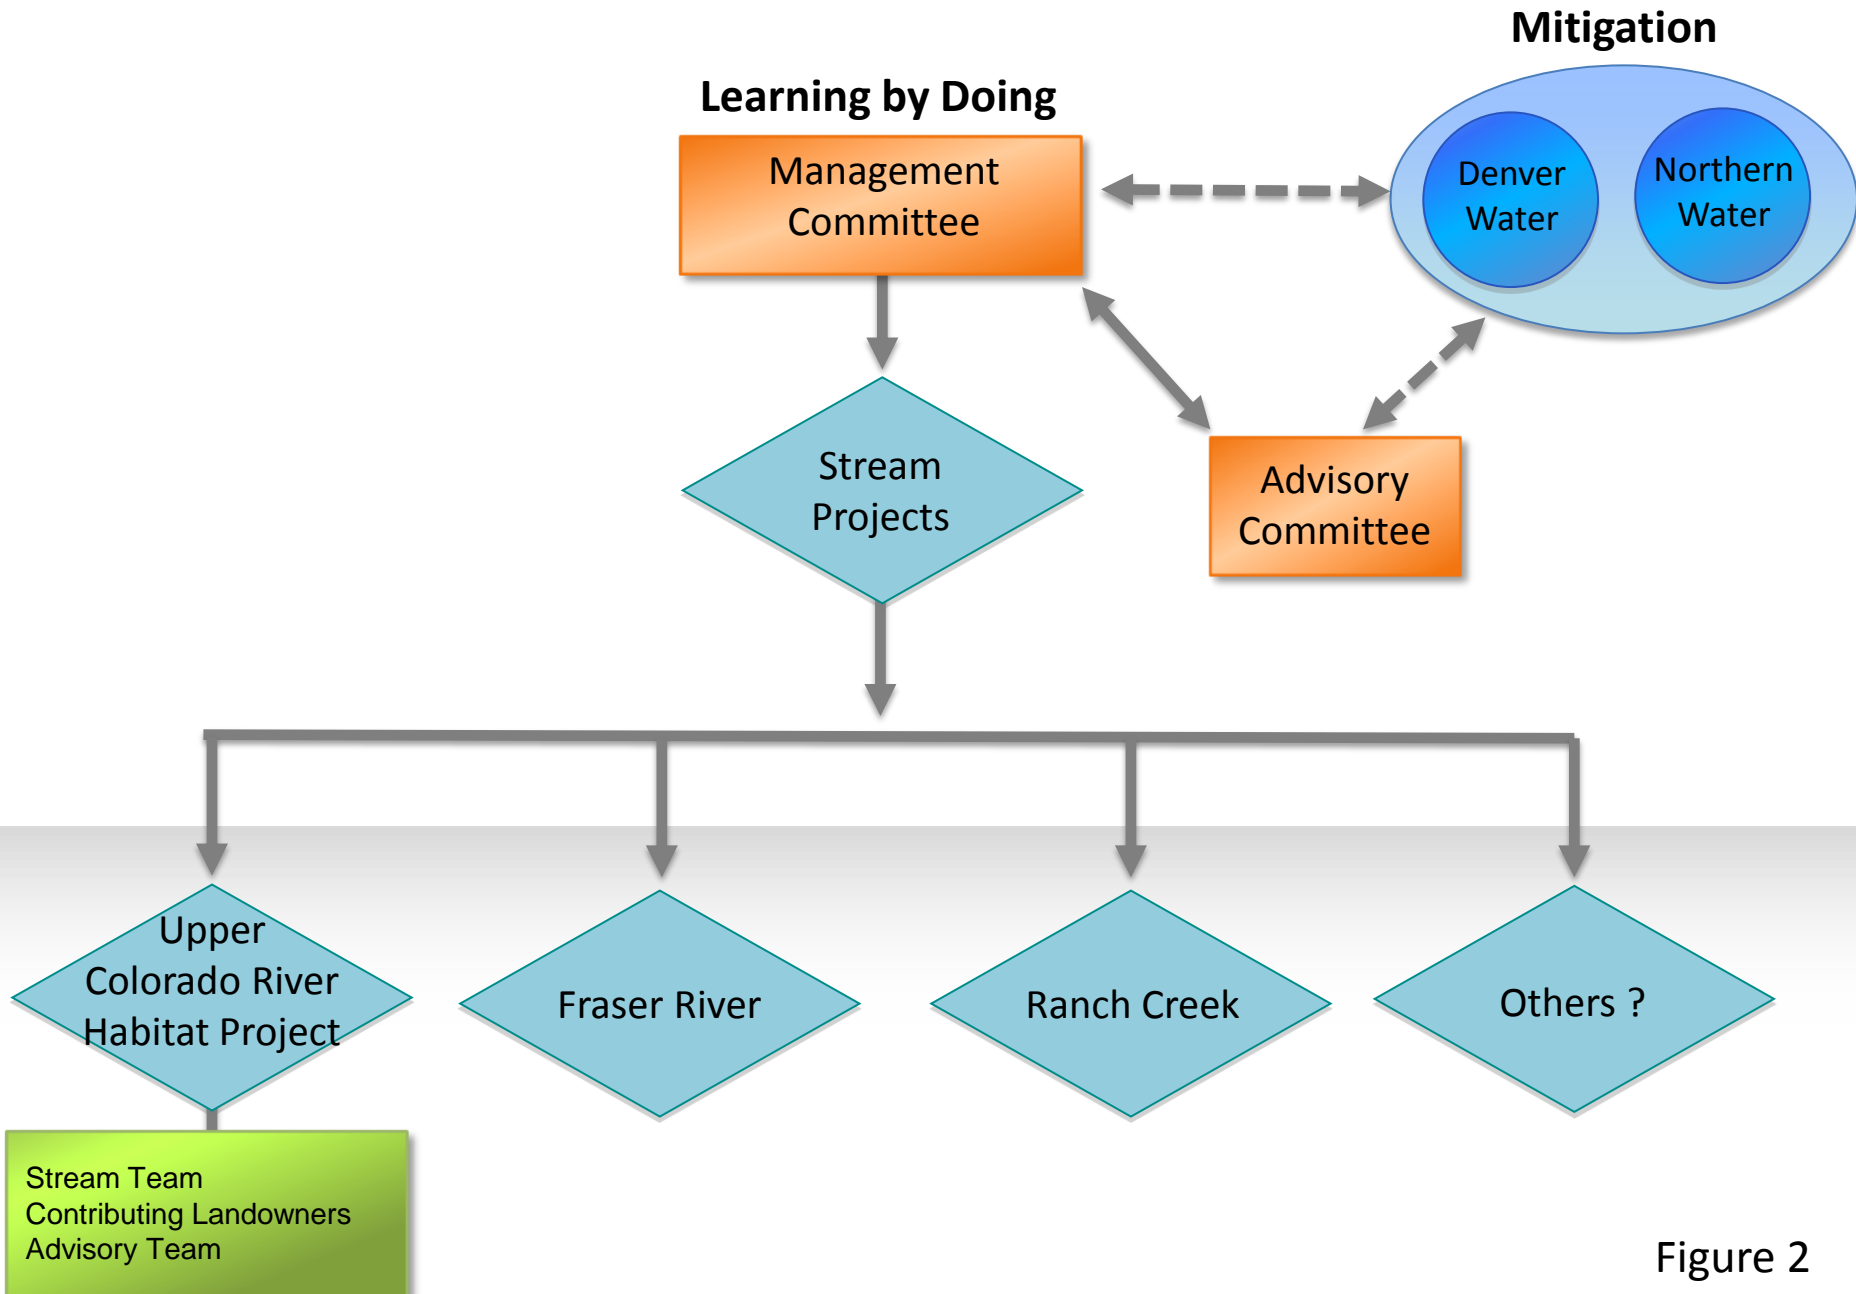 Mitigation
Learning by Doing
Management
Committee
Denver
Water
Northern
Water
Stream
Projects
Advisory
Committee
Upper
Colorado River
Habitat Project
Fraser River
Ranch Creek
Others ?
Stream Team
Contributing Landowners
Advisory Team
Figure 2